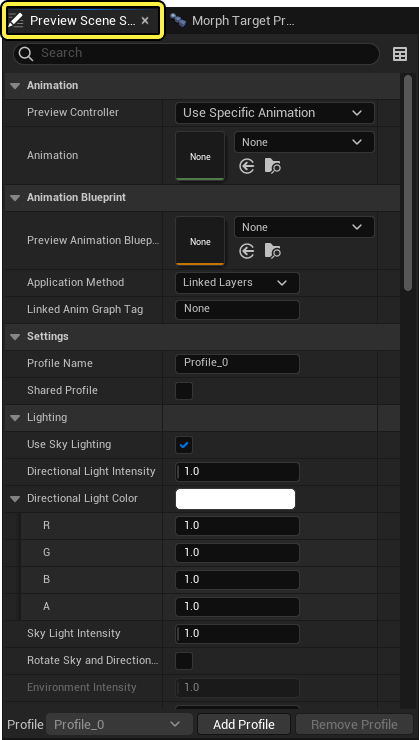 Preview Scene S... ×
Morph Target Pr...
Search
Animation
Preview Controller
Use Specific Animation
Animation
None
None
Animation Blueprint
Preview Animation Bluep...
None
None
Application Method
Linked Layers
Linked Anim Graph Tag
None
Settings
Profile Name
Profile_0
Shared Profile
Lighting
Use Sky Lighting
Directional Light Intensity
1.0
Directional Light Color
R
1.0
G
1.0
B
1.0
A
1.0
Sky Light Intensity
1.0
Rotate Sky and Direction...
Environment Intensity
1.0
Profile
Profile_0
Add Profile
Remove Profile